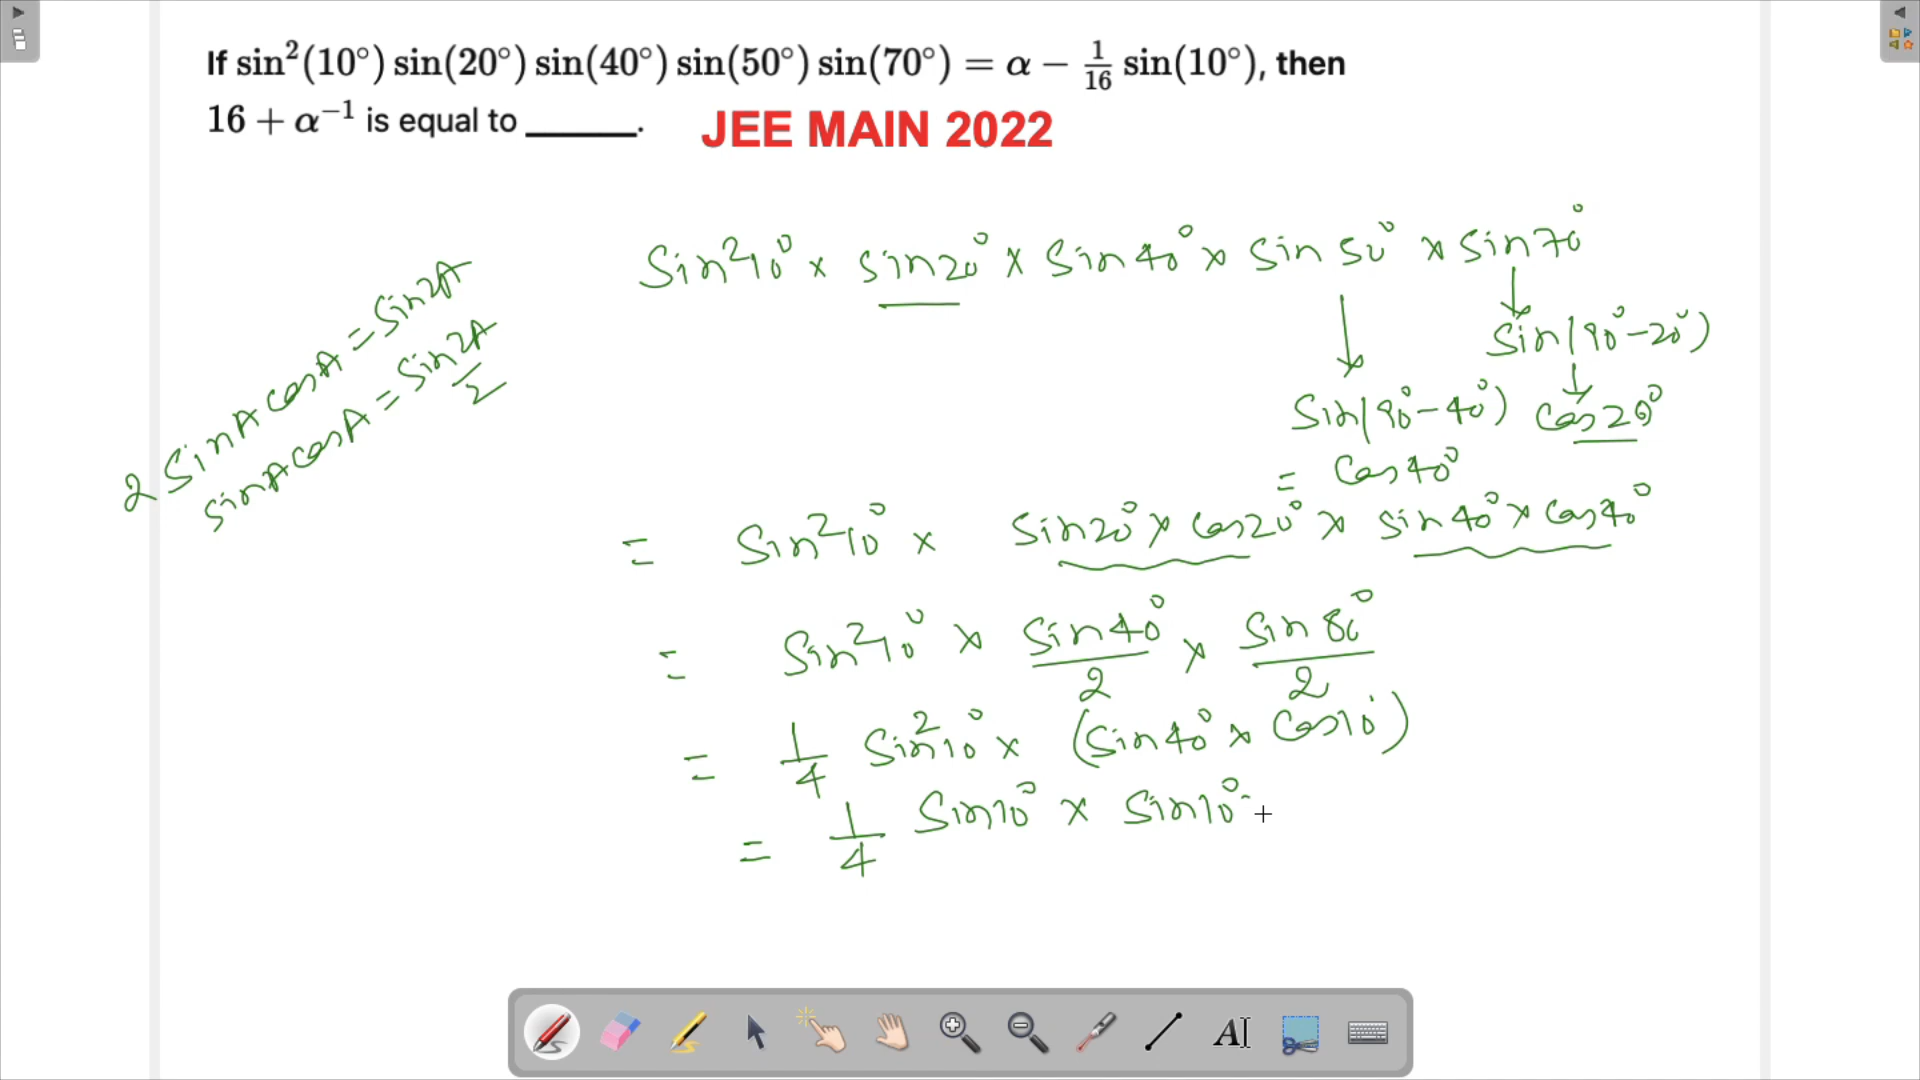 If sin²(10°) sin(20°) sin(40°) sin(50°) sin(70°) = α − 1/16 sin(10°), then
16 + α⁻¹ is equal to ______.
JEE MAIN 2022
Sin²10° × sin20° × Sin40° × Sin50° × Sin70°
Sin(90°−20°)
Sin(90°−40°) Cos20°
= Cos40°
2 SinA cosA = Sin2A
SinA cosA = Sin2A/2
= Sin²10° × Sin20° × Cos20° × Sin40° × Cos40°
= Sin²10° × Sin40°/2 × Sin80°/2
= 1/4 Sin²10° × (Sin40° × Cos10°)
= 1/4 Sin10° × Sin10°
AI